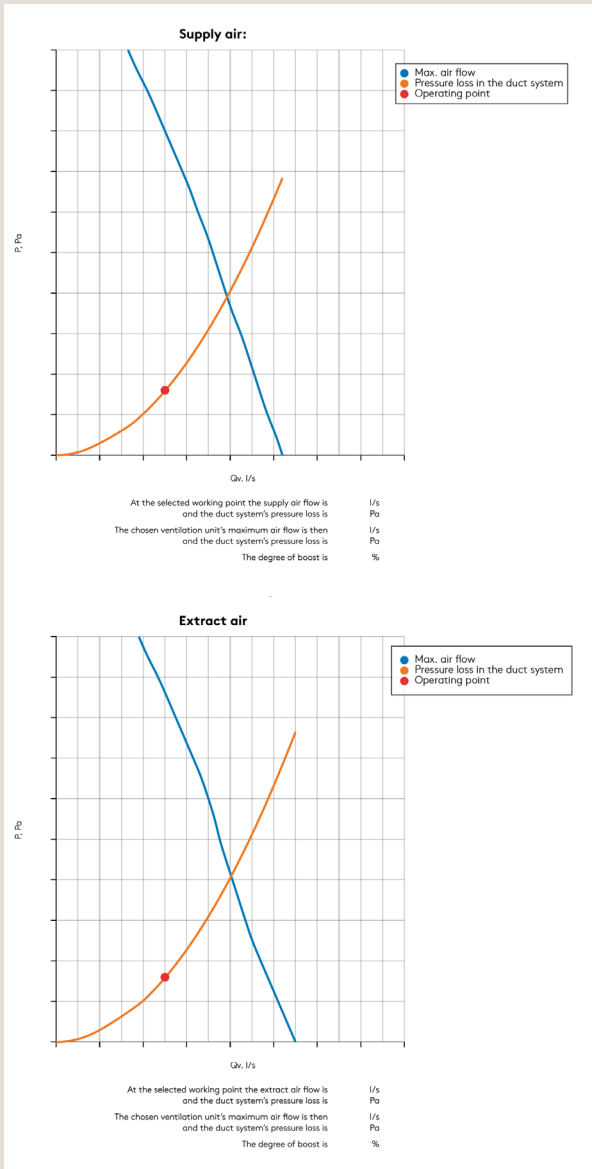 Supply air:
Max. air flow
Pressure loss in the duct system
Operating point
P, Pa
Qv, l/s
At the selected working point the supply air flow is l/s
and the duct system's pressure loss is Pa
The chosen ventilation unit's maximum air flow is then l/s
and the duct system's pressure loss is Pa
The degree of boost is %
Extract air
Max. air flow
Pressure loss in the duct system
Operating point
P, Pa
Qv, l/s
At the selected working point the extract air flow is l/s
and the duct system's pressure loss is Pa
The chosen ventilation unit's maximum air flow is then l/s
and the duct system's pressure loss is Pa
The degree of boost is %